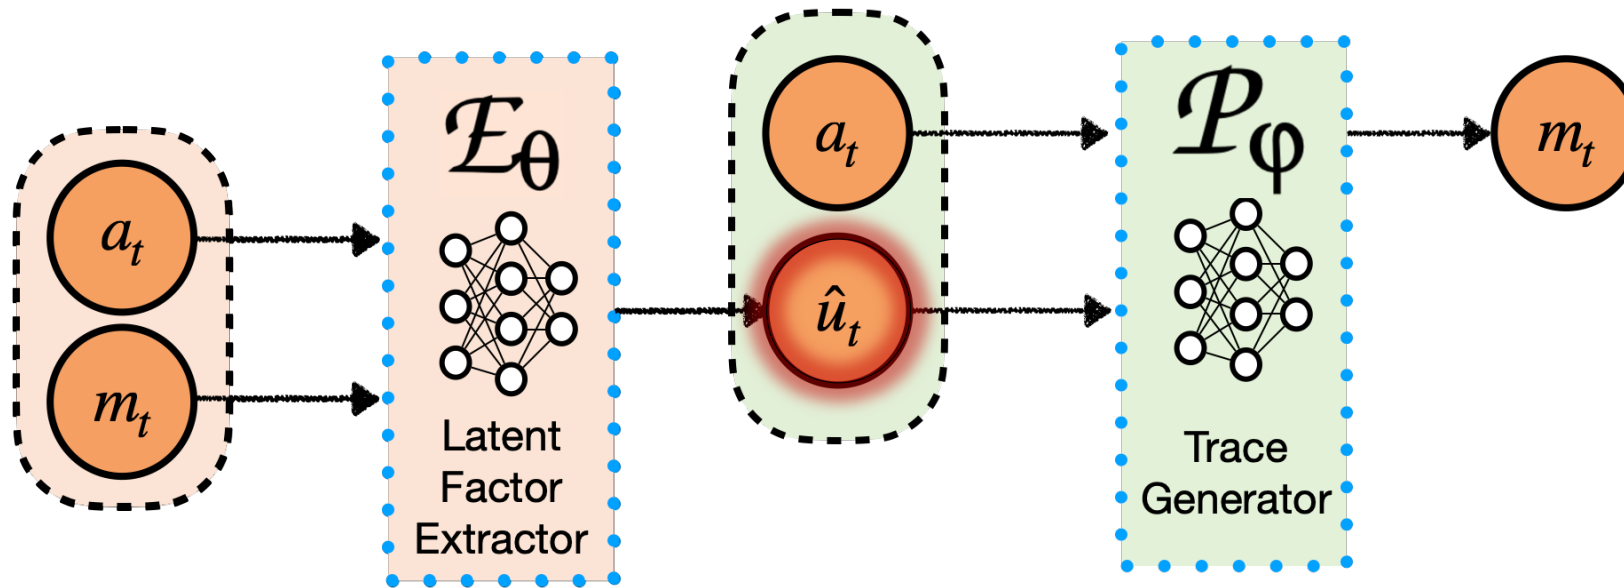 a_t
m_t
ℰ_θ
Latent
Factor
Extractor
a_t
û_t
𝒫_φ
Trace
Generator
m_t